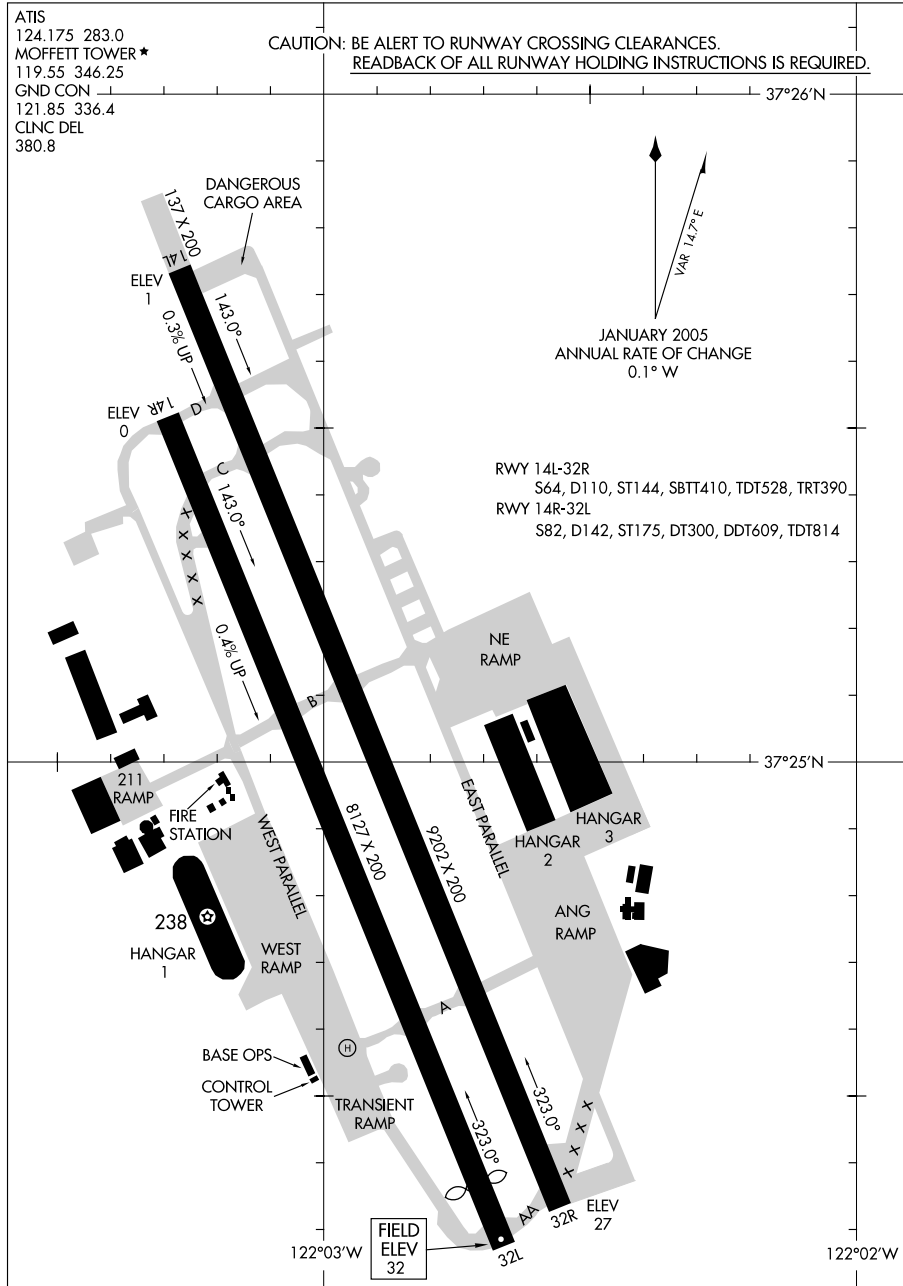 ATIS
124.175 283.0
MOFFETT TOWER★
119.55 346.25
GND CON
121.85 336.4
CLNC DEL
380.8
CAUTION: BE ALERT TO RUNWAY CROSSING CLEARANCES.
READBACK OF ALL RUNWAY HOLDING INSTRUCTIONS IS REQUIRED.
37°26'N
DANGEROUS
CARGO AREA
137 X 200
14L
ELEV
1
0.3% UP
143.0°
VAR 14.7° E
JANUARY 2005
ANNUAL RATE OF CHANGE
0.1° W
ELEV
0
14R
D
C
143.0°
RWY 14L-32R
S64, D110, ST144, SBTT410, TDT528, TRT390
RWY 14R-32L
S82, D142, ST175, DT300, DDT609, TDT814
0.4% UP
NE
RAMP
B
37°25'N
211
RAMP
FIRE
STATION
WEST PARALLEL
8127 X 200
9202 X 200
EAST PARALLEL
HANGAR
2
HANGAR
3
238
HANGAR
1
WEST
RAMP
ANG
RAMP
A
H
BASE OPS
CONTROL
TOWER
TRANSIENT
RAMP
323.0°
323.0°
AA
32R
ELEV
27
32L
FIELD
ELEV
32
122°03'W
122°02'W